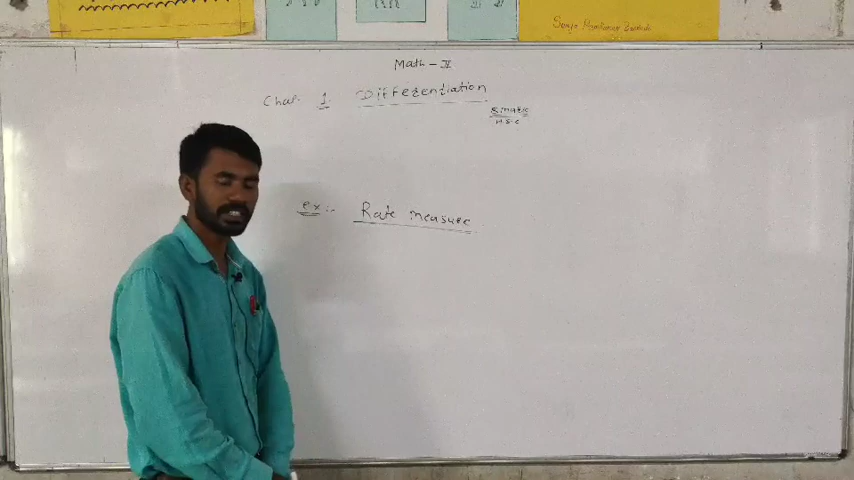 Math - II
Chap. 1. Differentiation
H.S.C
ex :- Rate measure